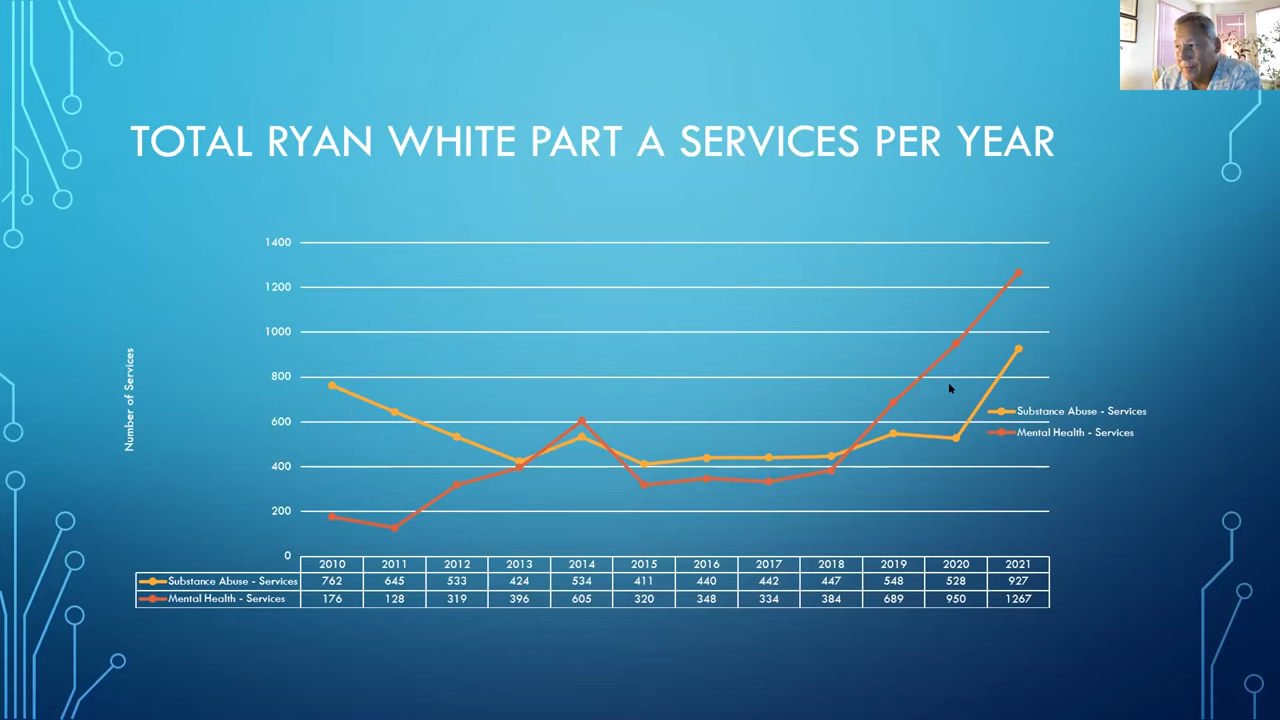 TOTAL RYAN WHITE PART A SERVICES PER YEAR
1400
1200
1000
800
600
400
200
0
Number of Services
Substance Abuse - Services
Mental Health - Services
2010 2011 2012 2013 2014 2015 2016 2017 2018 2019 2020 2021
Substance Abuse - Services 762 645 533 424 534 411 440 442 447 548 528 927
Mental Health - Services 176 128 319 396 605 320 348 334 384 689 950 1267